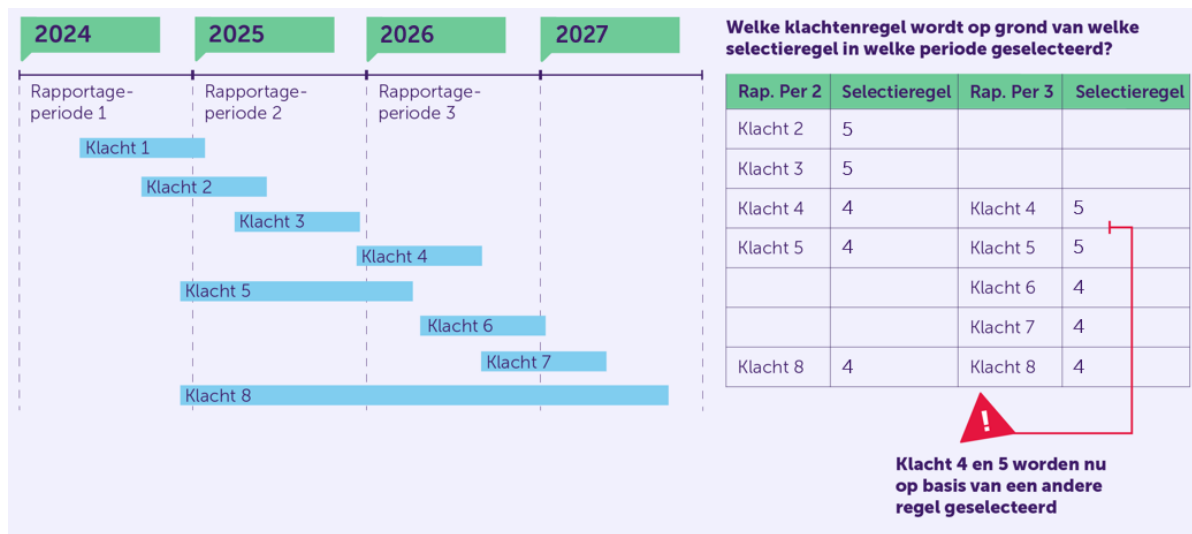 2024
2025
2026
2027
Rapportage-
periode 1
Rapportage-
periode 2
Rapportage-
periode 3
Klacht 1
Klacht 2
Klacht 3
Klacht 4
Klacht 5
Klacht 6
Klacht 7
Klacht 8
Welke klachtenregel wordt op grond van welke
selectieregel in welke periode geselecteerd?
Rap. Per 2 Selectieregel Rap. Per 3 Selectieregel
Klacht 2 5
Klacht 3 5
Klacht 4 4 Klacht 4 5
Klacht 5 4 Klacht 5 5
Klacht 6 4
Klacht 7 4
Klacht 8 4 Klacht 8 4
!
Klacht 4 en 5 worden nu
op basis van een andere
regel geselecteerd